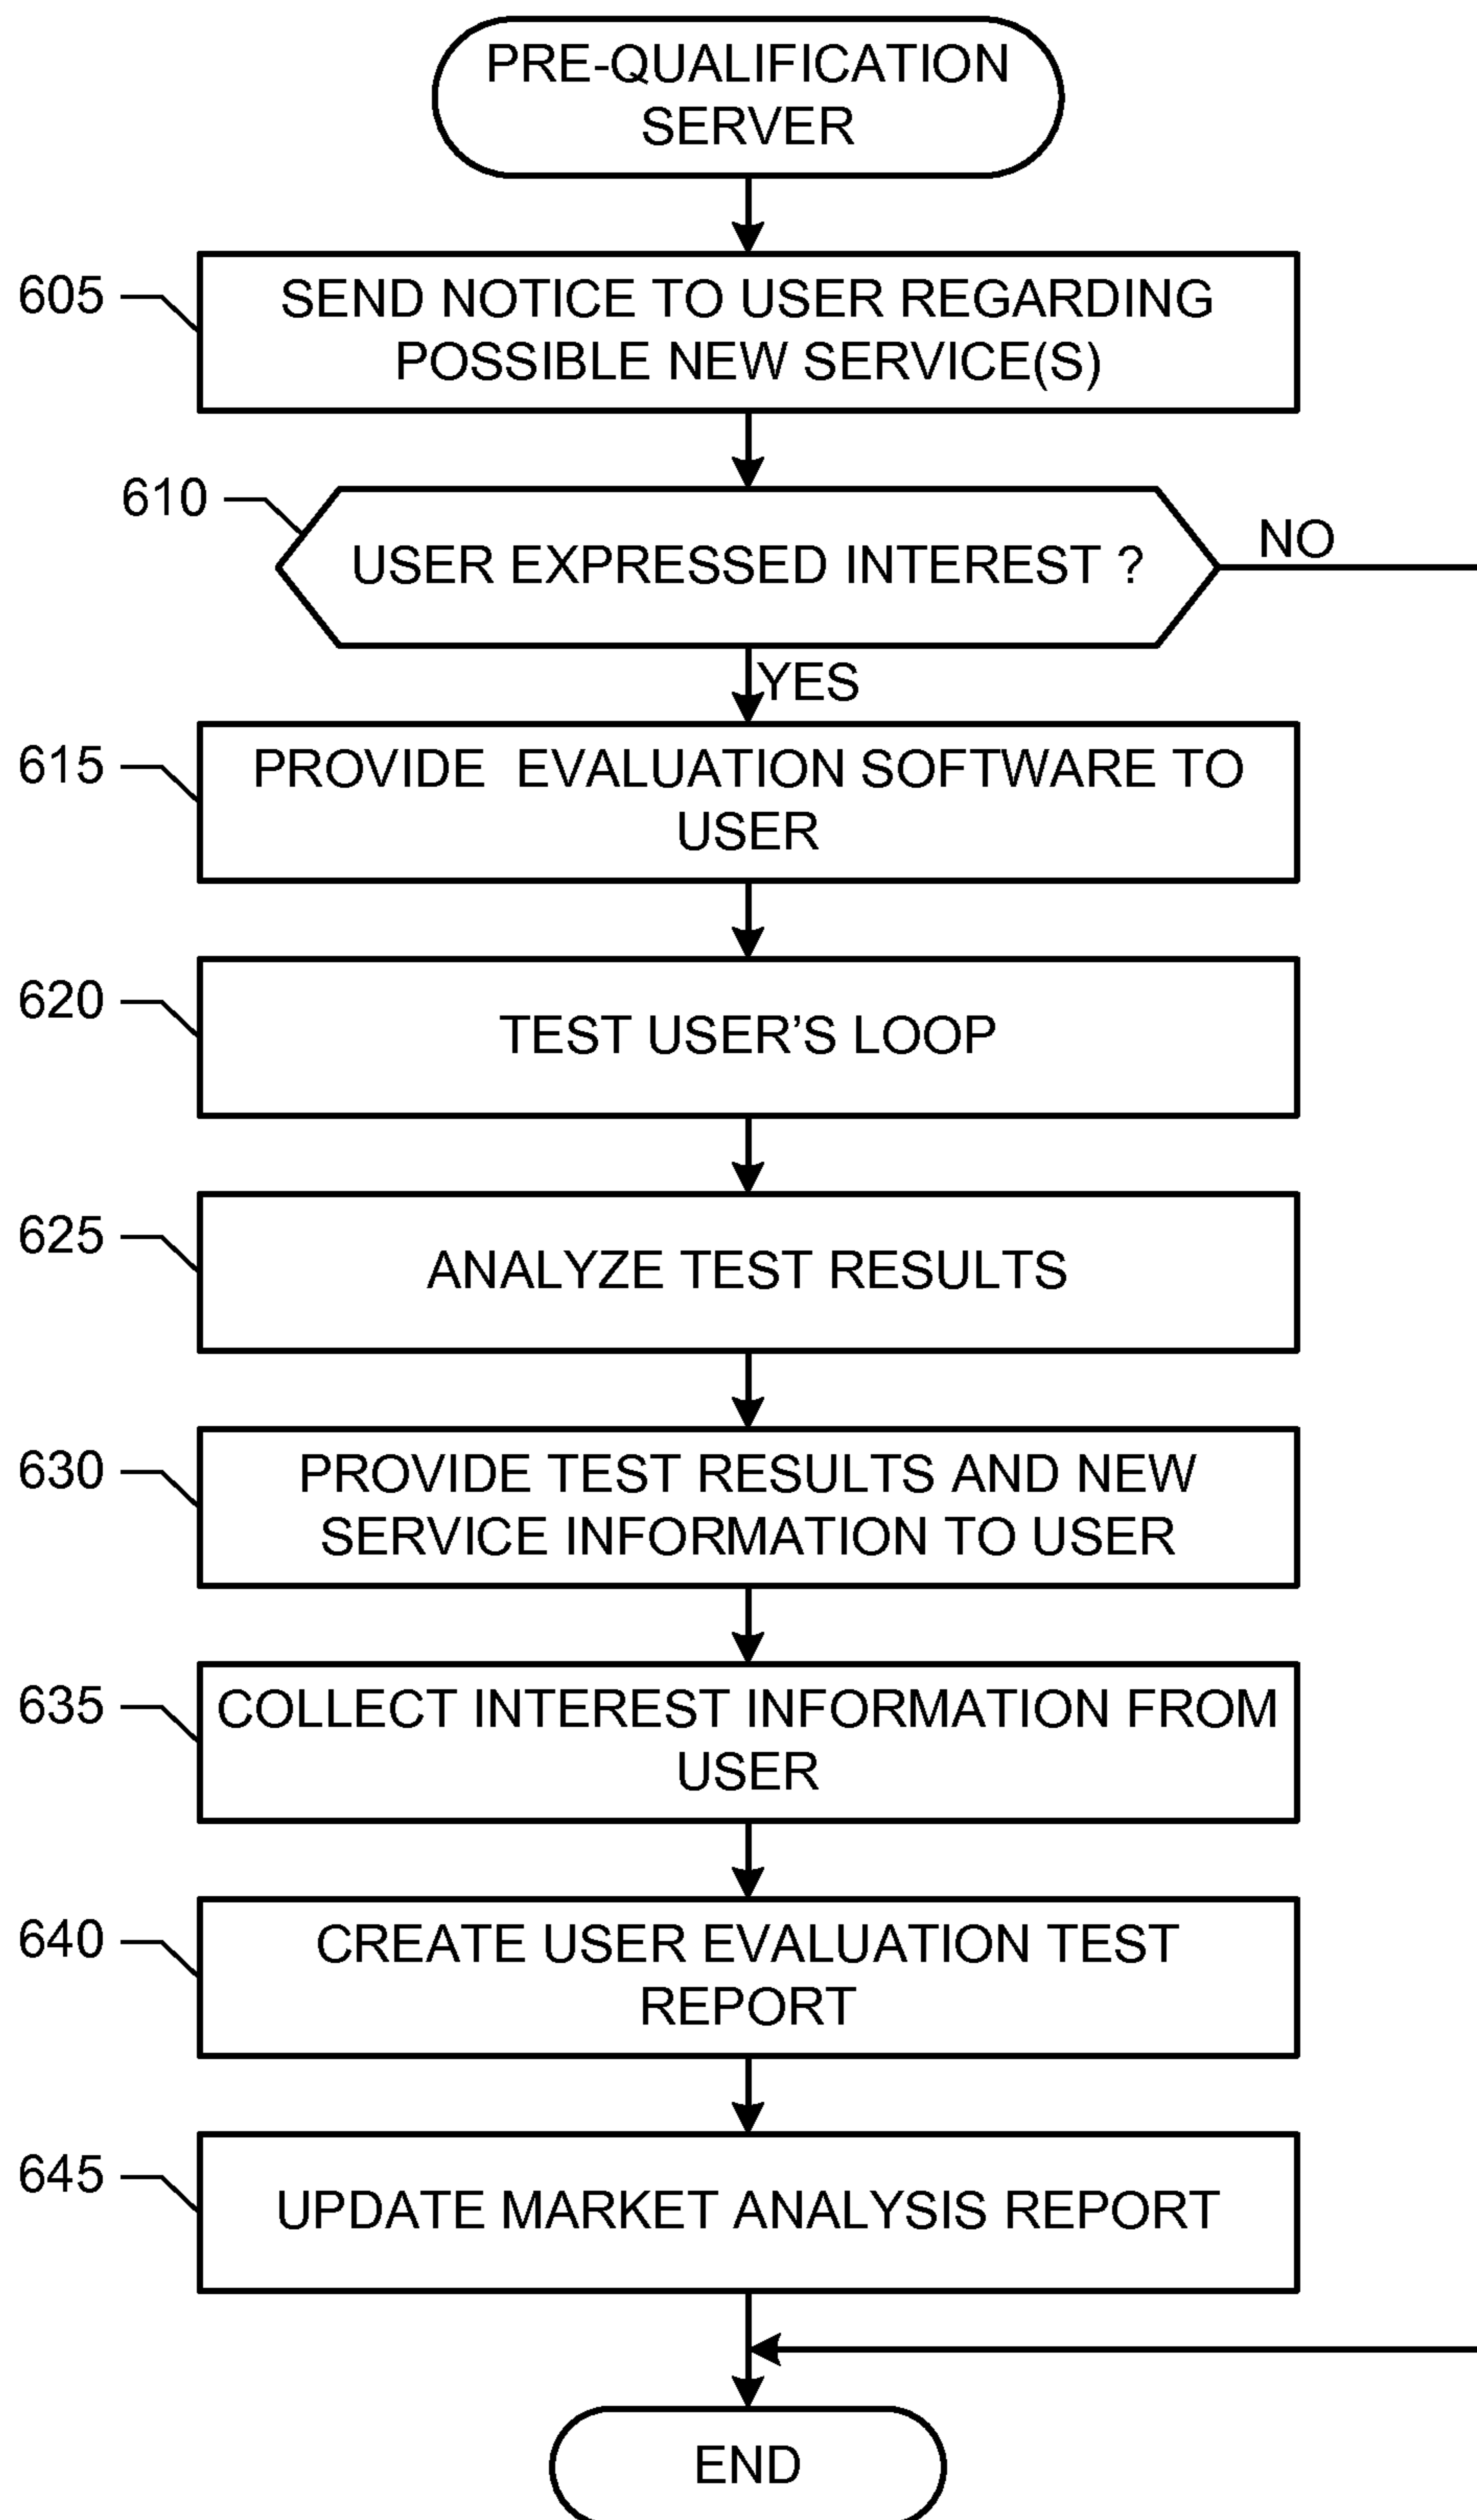 PRE-QUALIFICATION
SERVER
605
SEND NOTICE TO USER REGARDING
POSSIBLE NEW SERVICE(S)
610
USER EXPRESSED INTEREST ?
NO
YES
615
PROVIDE EVALUATION SOFTWARE TO
USER
620
TEST USER'S LOOP
625
ANALYZE TEST RESULTS
630
PROVIDE TEST RESULTS AND NEW
SERVICE INFORMATION TO USER
635
COLLECT INTEREST INFORMATION FROM
USER
640
CREATE USER EVALUATION TEST
REPORT
645
UPDATE MARKET ANALYSIS REPORT
END